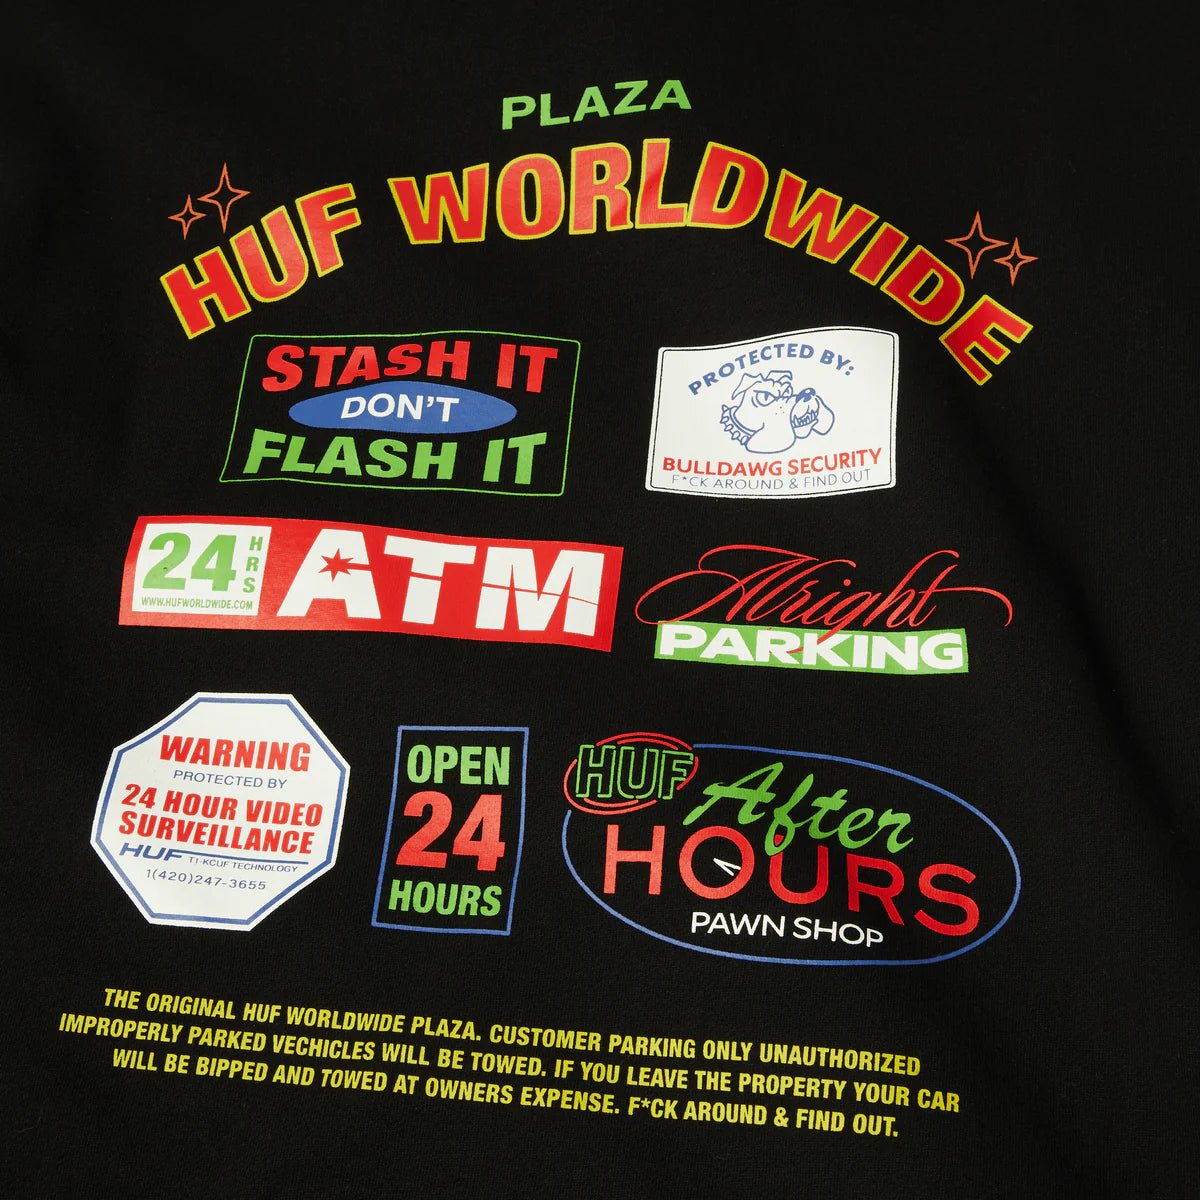 PLAZA
HUF WORLDWIDE
STASH IT
DON'T
FLASH IT
PROTECTED BY:
BULLDAWG SECURITY
F*CK AROUND & FIND OUT
24 HRS
WWW.HUFWORLDWIDE.COM
ATM
Alright
PARKING
WARNING
PROTECTED BY
24 HOUR VIDEO
SURVEILLANCE
HUF T1-KCUF TECHNOLOGY
1(420)247-3655
OPEN
24
HOURS
HUF
After
HOURS
PAWN SHOP
THE ORIGINAL HUF WORLDWIDE PLAZA. CUSTOMER PARKING ONLY UNAUTHORIZED
IMPROPERLY PARKED VECHICLES WILL BE TOWED. IF YOU LEAVE THE PROPERTY YOUR CAR
WILL BE BIPPED AND TOWED AT OWNERS EXPENSE. F*CK AROUND & FIND OUT.